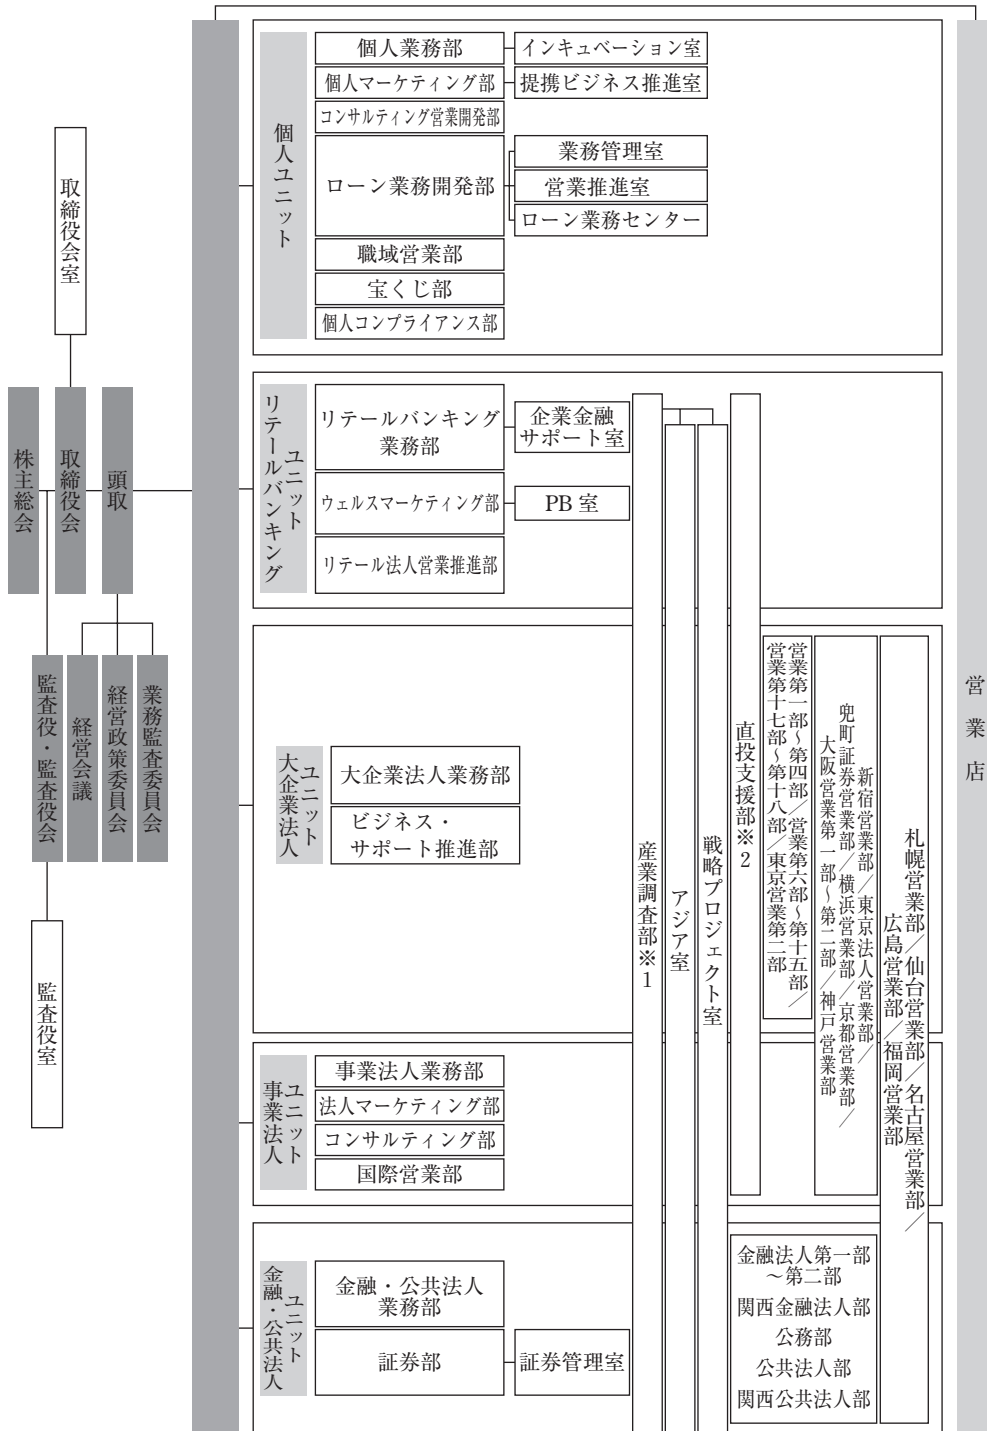 株主総会
取締役会室
取締役会
頭取
監査役・監査役会
経営会議
経営政策委員会
業務監査委員会
監査役室
個人ユニット
個人業務部
インキュベーション室
個人マーケティング部
提携ビジネス推進室
コンサルティング営業開発部
ローン業務開発部
業務管理室
営業推進室
ローン業務センター
職域営業部
宝くじ部
個人コンプライアンス部
リテールバンキング
ユニット
リテールバンキング
業務部
企業金融
サポート室
ウェルスマーケティング部
PB 室
リテール法人営業推進部
大企業法人
ユニット
大企業法人業務部
ビジネス・
サポート推進部
事業法人
ユニット
事業法人業務部
法人マーケティング部
コンサルティング部
国際営業部
金融・公共法人
ユニット
金融・公共法人
業務部
証券部
証券管理室
産業調査部※1
アジア室
戦略プロジェクト室
直投支援部※2
営業第一部～第四部／営業第六部～第十五部／
営業第十七部～第十八部／東京営業第二部
新宿営業部／東京法人営業部／
兜町証券営業部／横浜営業部／京都営業部／
大阪営業第一部～第二部／神戸営業部
札幌営業部／仙台営業部／名古屋営業部／
広島営業部／福岡営業部
金融法人第一部
～第二部
関西金融法人部
公務部
公共法人部
関西公共法人部
営業店